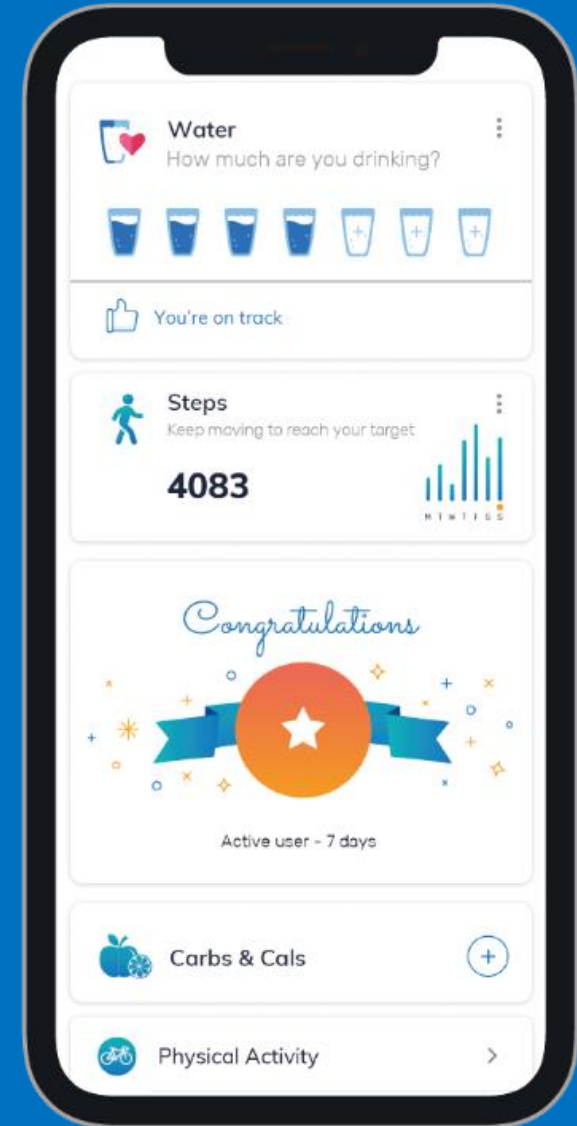 Water
How much are you drinking?
You're on track
Steps
Keep moving to reach your target
4083
M T W T F S S
Congratulations
Active user - 7 days
Carbs & Cals
Physical Activity